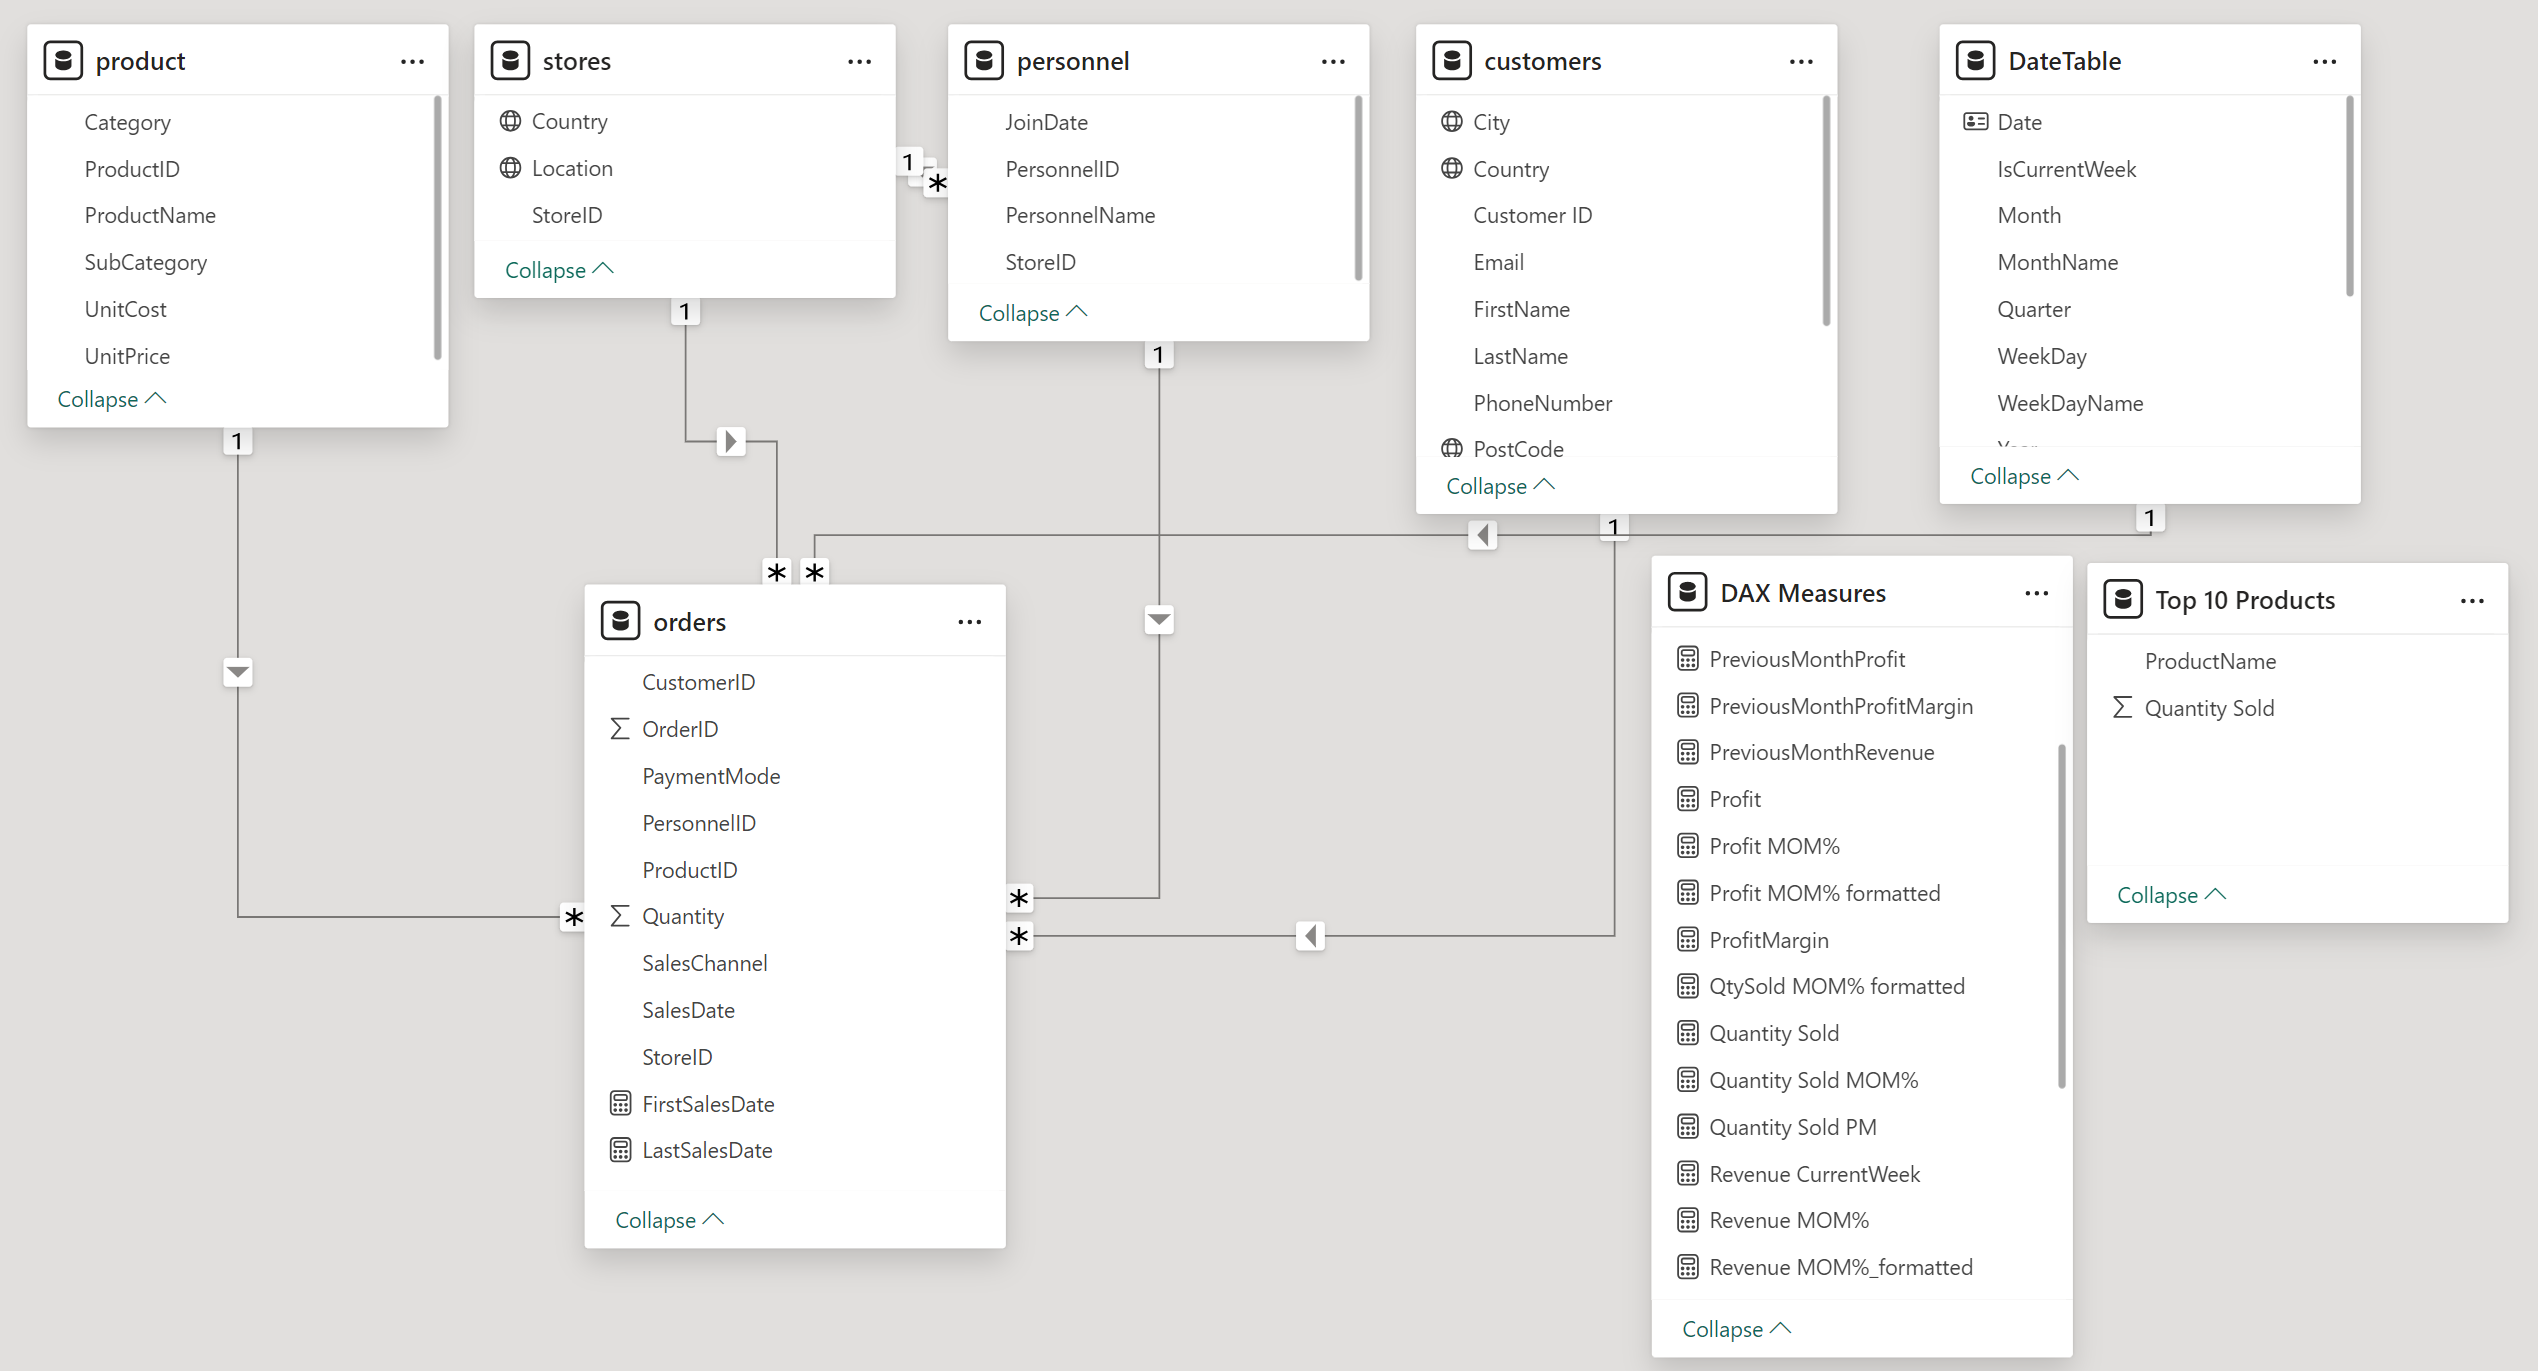 product
Category
ProductID
ProductName
SubCategory
UnitCost
UnitPrice
Collapse
1
stores
Country
Location
StoreID
Collapse
1
1
*
personnel
JoinDate
PersonnelID
PersonnelName
StoreID
Collapse
1
customers
City
Country
Customer ID
Email
FirstName
LastName
PhoneNumber
PostCode
Collapse
1
DateTable
Date
IsCurrentWeek
Month
MonthName
Quarter
WeekDay
WeekDayName
Collapse
1
* *
orders
CustomerID
OrderID
PaymentMode
PersonnelID
ProductID
Quantity
SalesChannel
SalesDate
StoreID
FirstSalesDate
LastSalesDate
Collapse
*
*
*
DAX Measures
PreviousMonthProfit
PreviousMonthProfitMargin
PreviousMonthRevenue
Profit
Profit MOM%
Profit MOM% formatted
ProfitMargin
QtySold MOM% formatted
Quantity Sold
Quantity Sold MOM%
Quantity Sold PM
Revenue CurrentWeek
Revenue MOM%
Revenue MOM%_formatted
Collapse
Top 10 Products
ProductName
Quantity Sold
Collapse